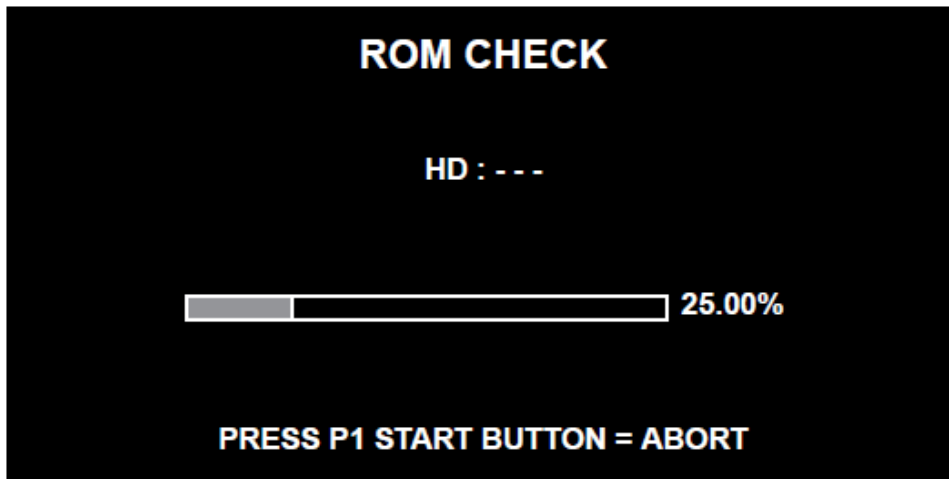 ROM CHECK
HD : - - -
25.00%
PRESS P1 START BUTTON = ABORT